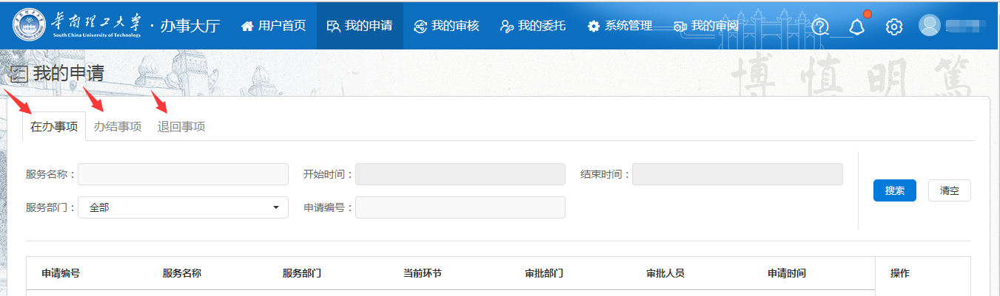 華南理工大學
South China University of Technology
· 办事大厅
用户首页
我的申请
我的审核
我的委托
系统管理
我的审阅
我的申请
博慎明篤
在办事项
办结事项
退回事项
服务名称：
开始时间：
结束时间：
搜索
清空
服务部门：
全部
申请编号：
申请编号
服务名称
服务部门
当前环节
审批部门
审批人员
申请时间
操作